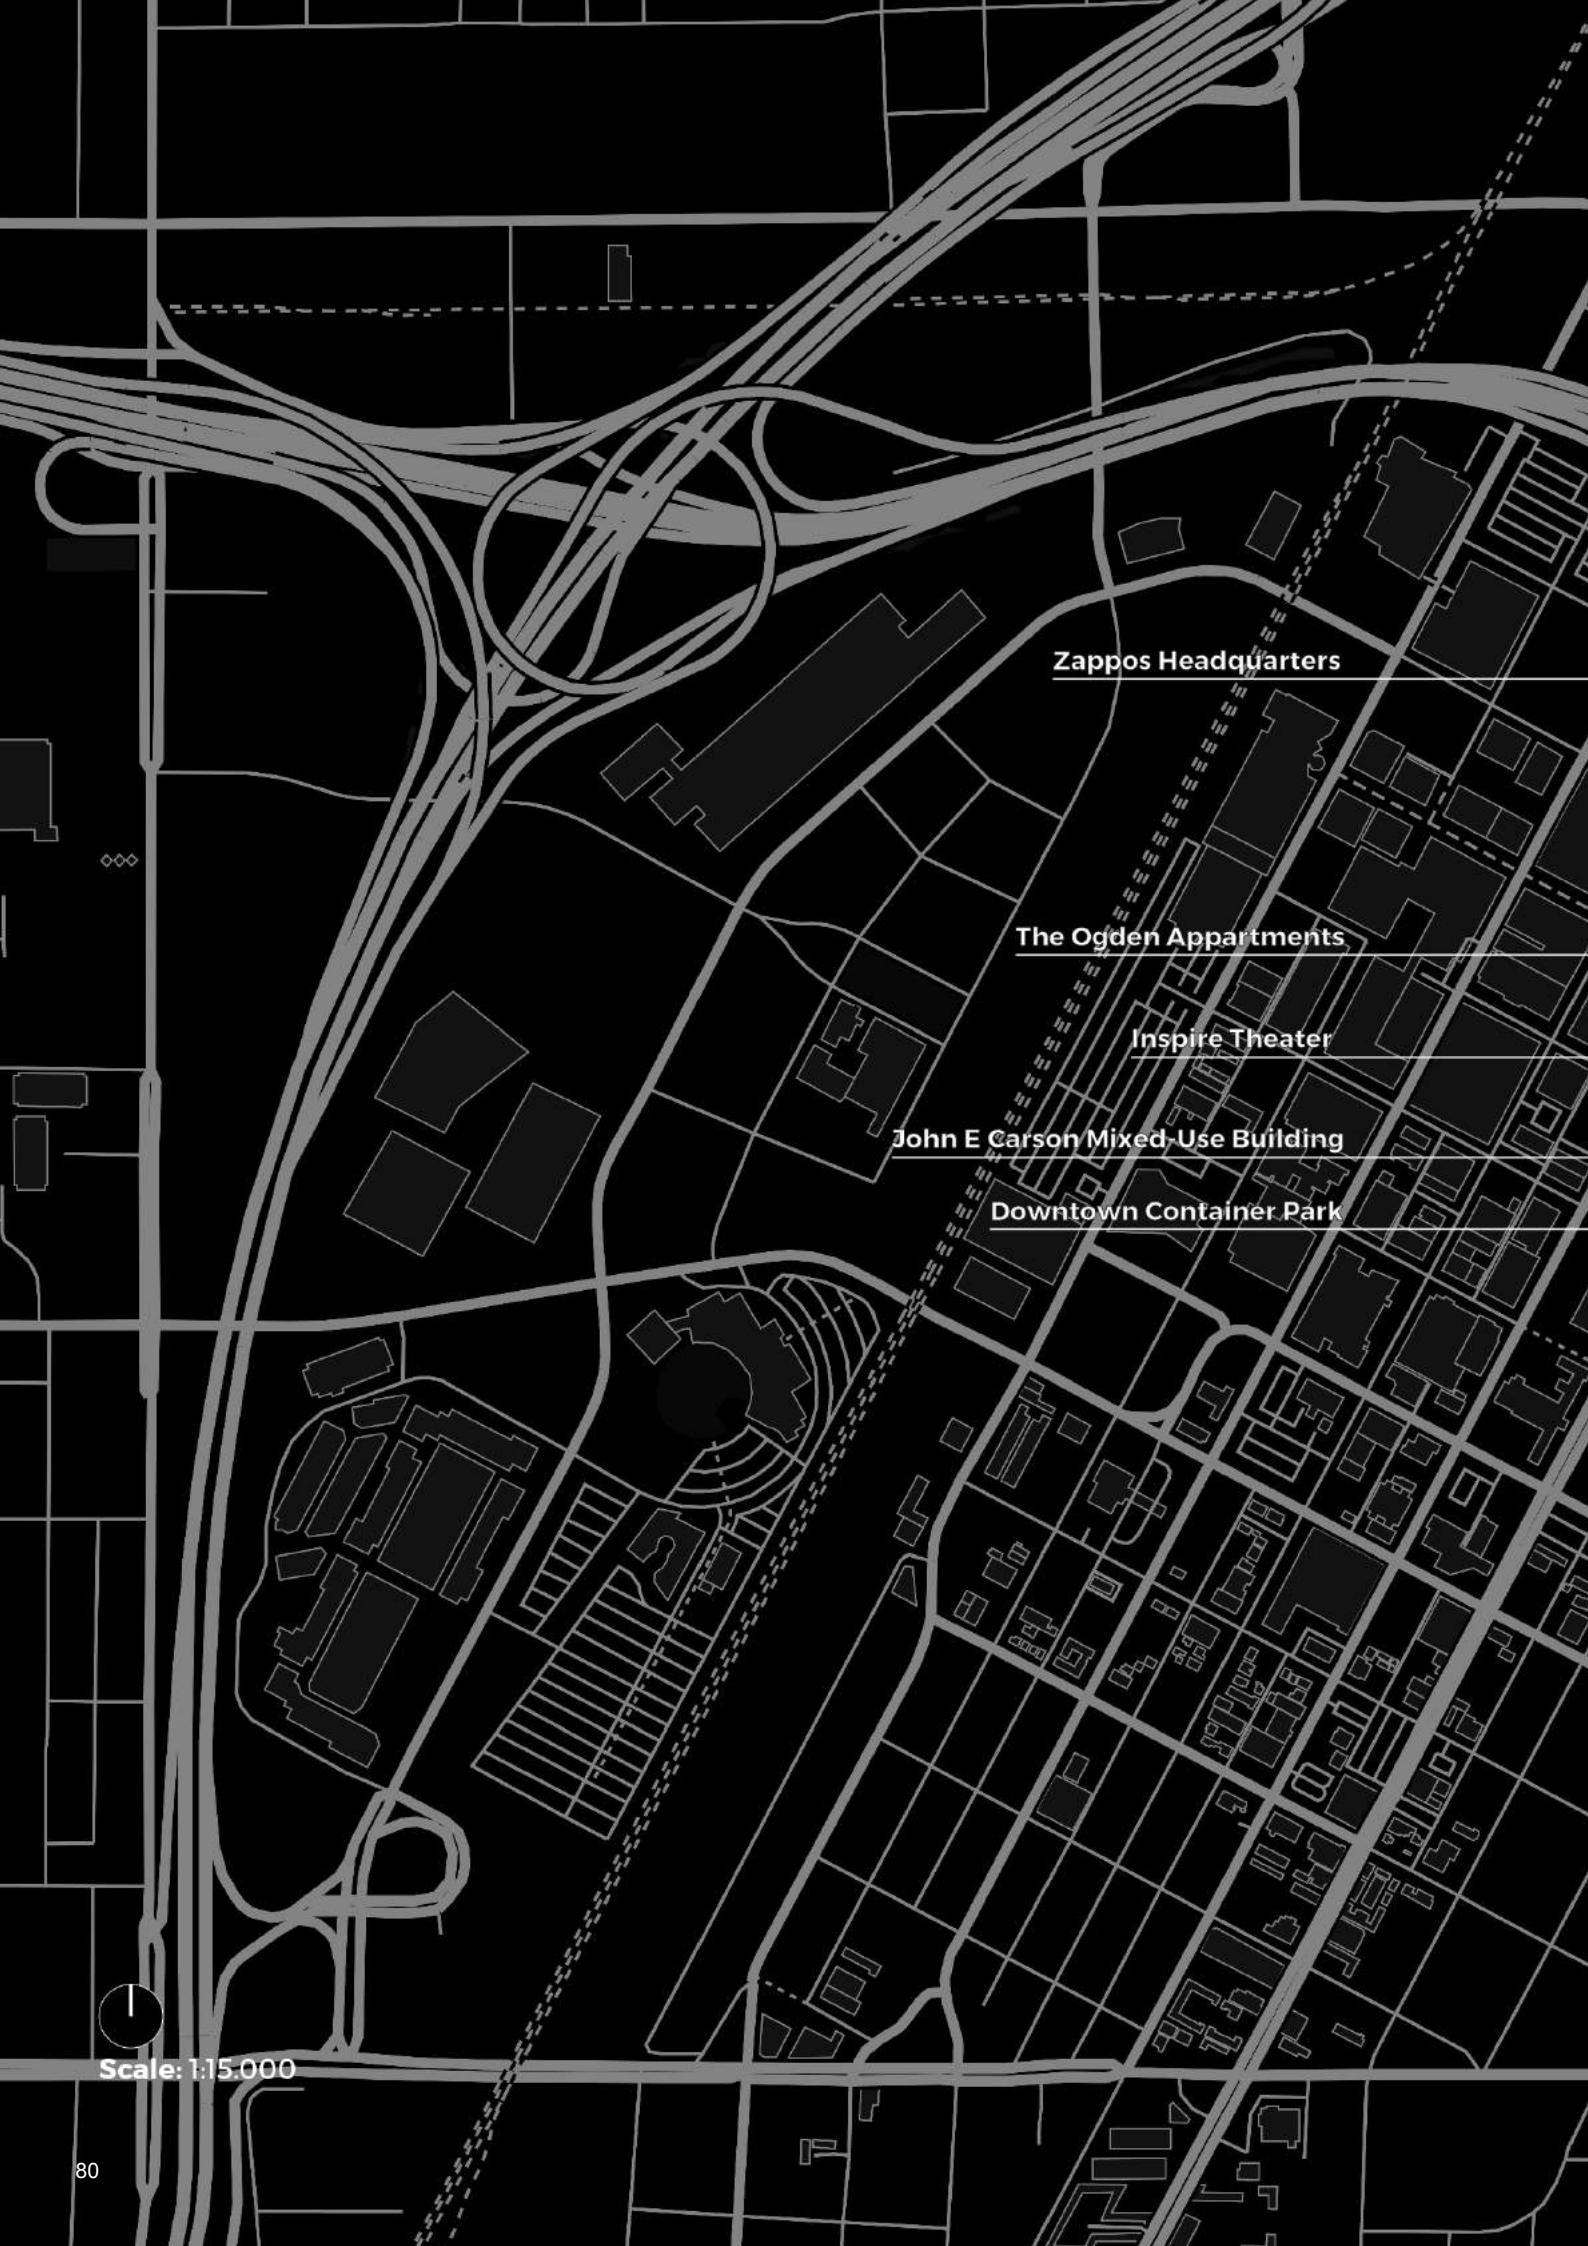 Zappos Headquarters
The Ogden Appartments
Inspire Theater
John E Carson Mixed-Use Building
Downtown Container Park
Scale: 1:15.000
80